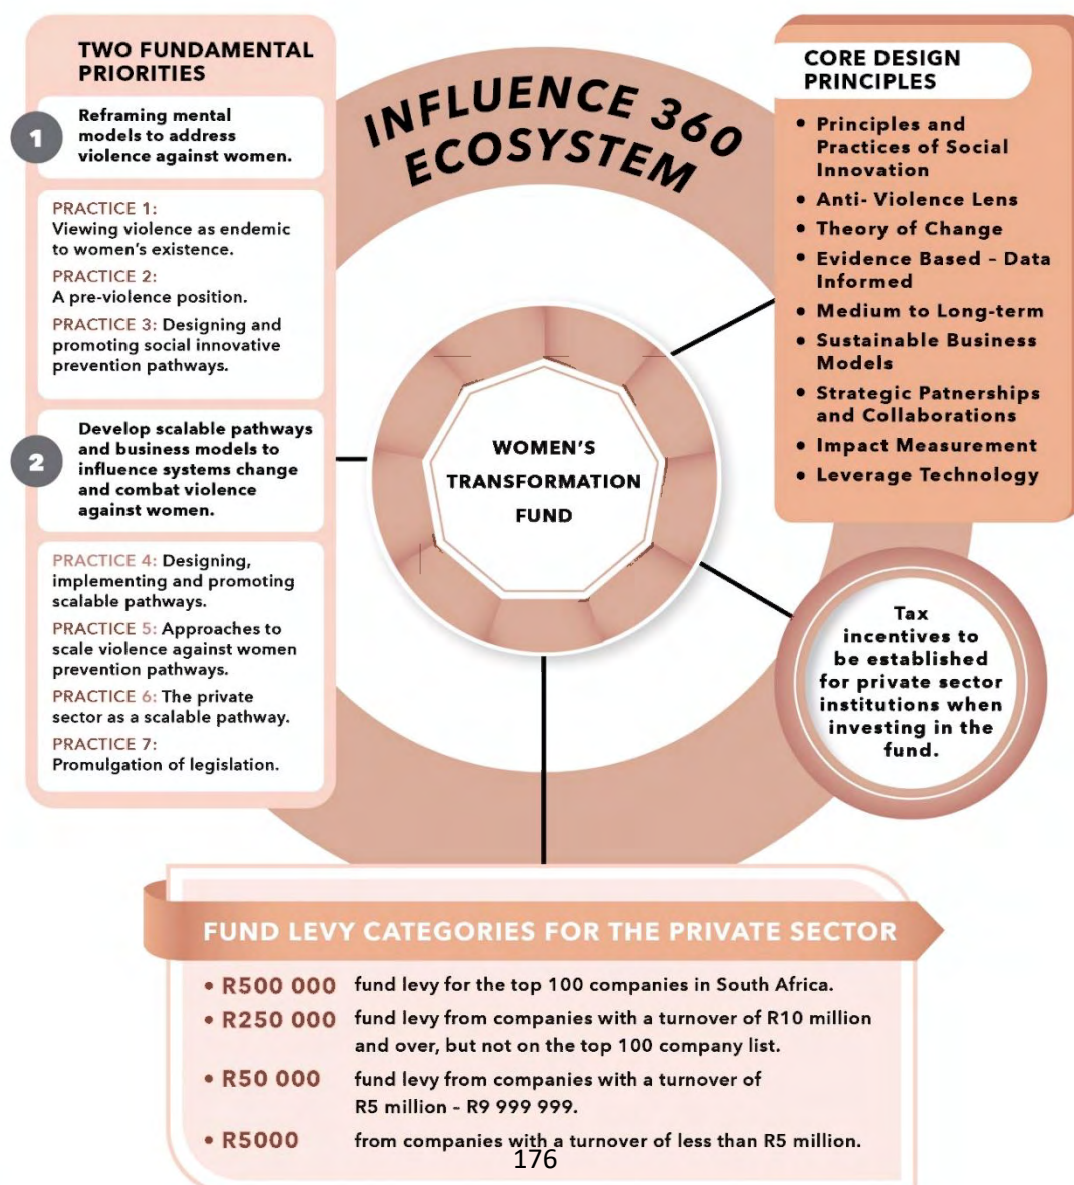 TWO FUNDAMENTAL
PRIORITIES
1
Reframing mental
models to address
violence against women.
PRACTICE 1:
Viewing violence as endemic
to women's existence.
PRACTICE 2:
A pre-violence position.
PRACTICE 3: Designing and
promoting social innovative
prevention pathways.
2
Develop scalable pathways
and business models to
influence systems change
and combat violence
against women.
PRACTICE 4: Designing,
implementing and promoting
scalable pathways.
PRACTICE 5: Approaches to
scale violence against women
prevention pathways.
PRACTICE 6: The private
sector as a scalable pathway.
PRACTICE 7:
Promulgation of legislation.
INFLUENCE 360
ECOSYSTEM
WOMEN'S
TRANSFORMATION
FUND
CORE DESIGN
PRINCIPLES
• Principles and
Practices of Social
Innovation
• Anti- Violence Lens
• Theory of Change
• Evidence Based – Data
Informed
• Medium to Long-term
• Sustainable Business
Models
• Strategic Patnerships
and Collaborations
• Impact Measurement
• Leverage Technology
Tax
incentives to
be established
for private sector
institutions when
investing in the
fund.
FUND LEVY CATEGORIES FOR THE PRIVATE SECTOR
• R500 000 fund levy for the top 100 companies in South Africa.
• R250 000 fund levy from companies with a turnover of R10 million
and over, but not on the top 100 company list.
• R50 000 fund levy from companies with a turnover of
R5 million – R9 999 999.
• R5000 from companies with a turnover of less than R5 million.
176